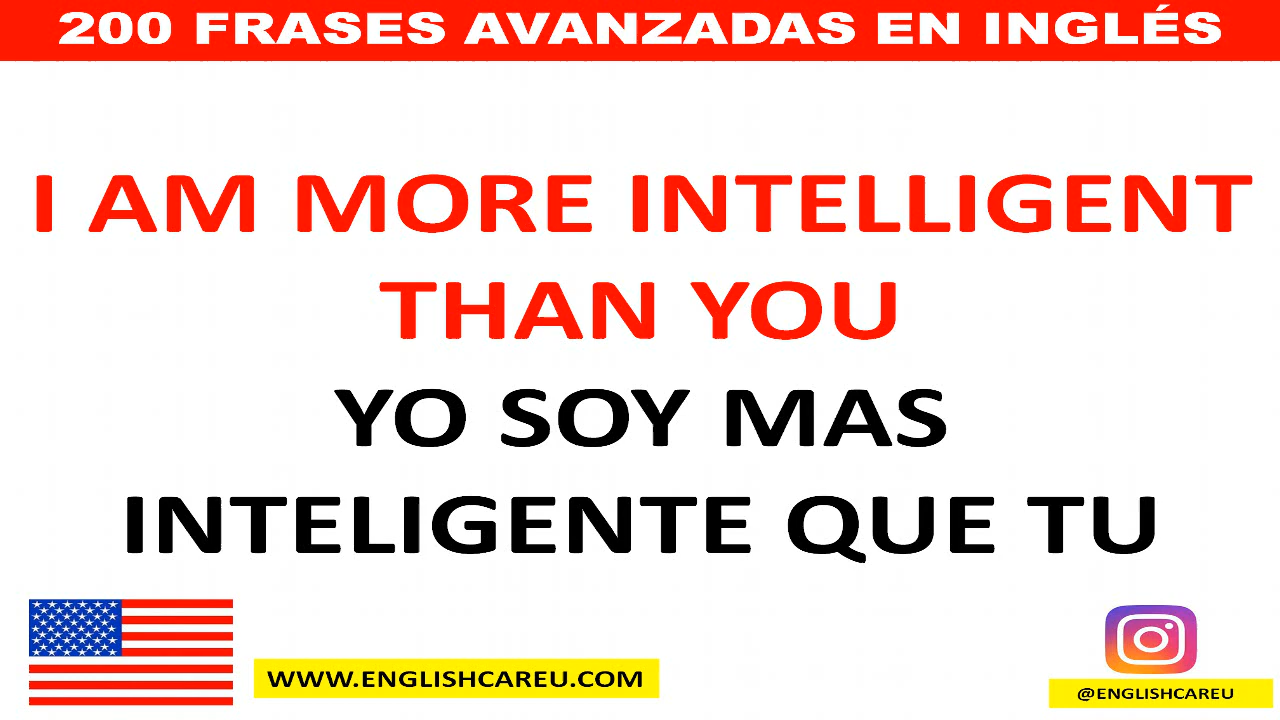 200 FRASES AVANZADAS EN INGLÉS
I AM MORE INTELLIGENT
THAN YOU
YO SOY MAS
INTELIGENTE QUE TU
WWW.ENGLISHCAREU.COM
@ENGLISHCAREU